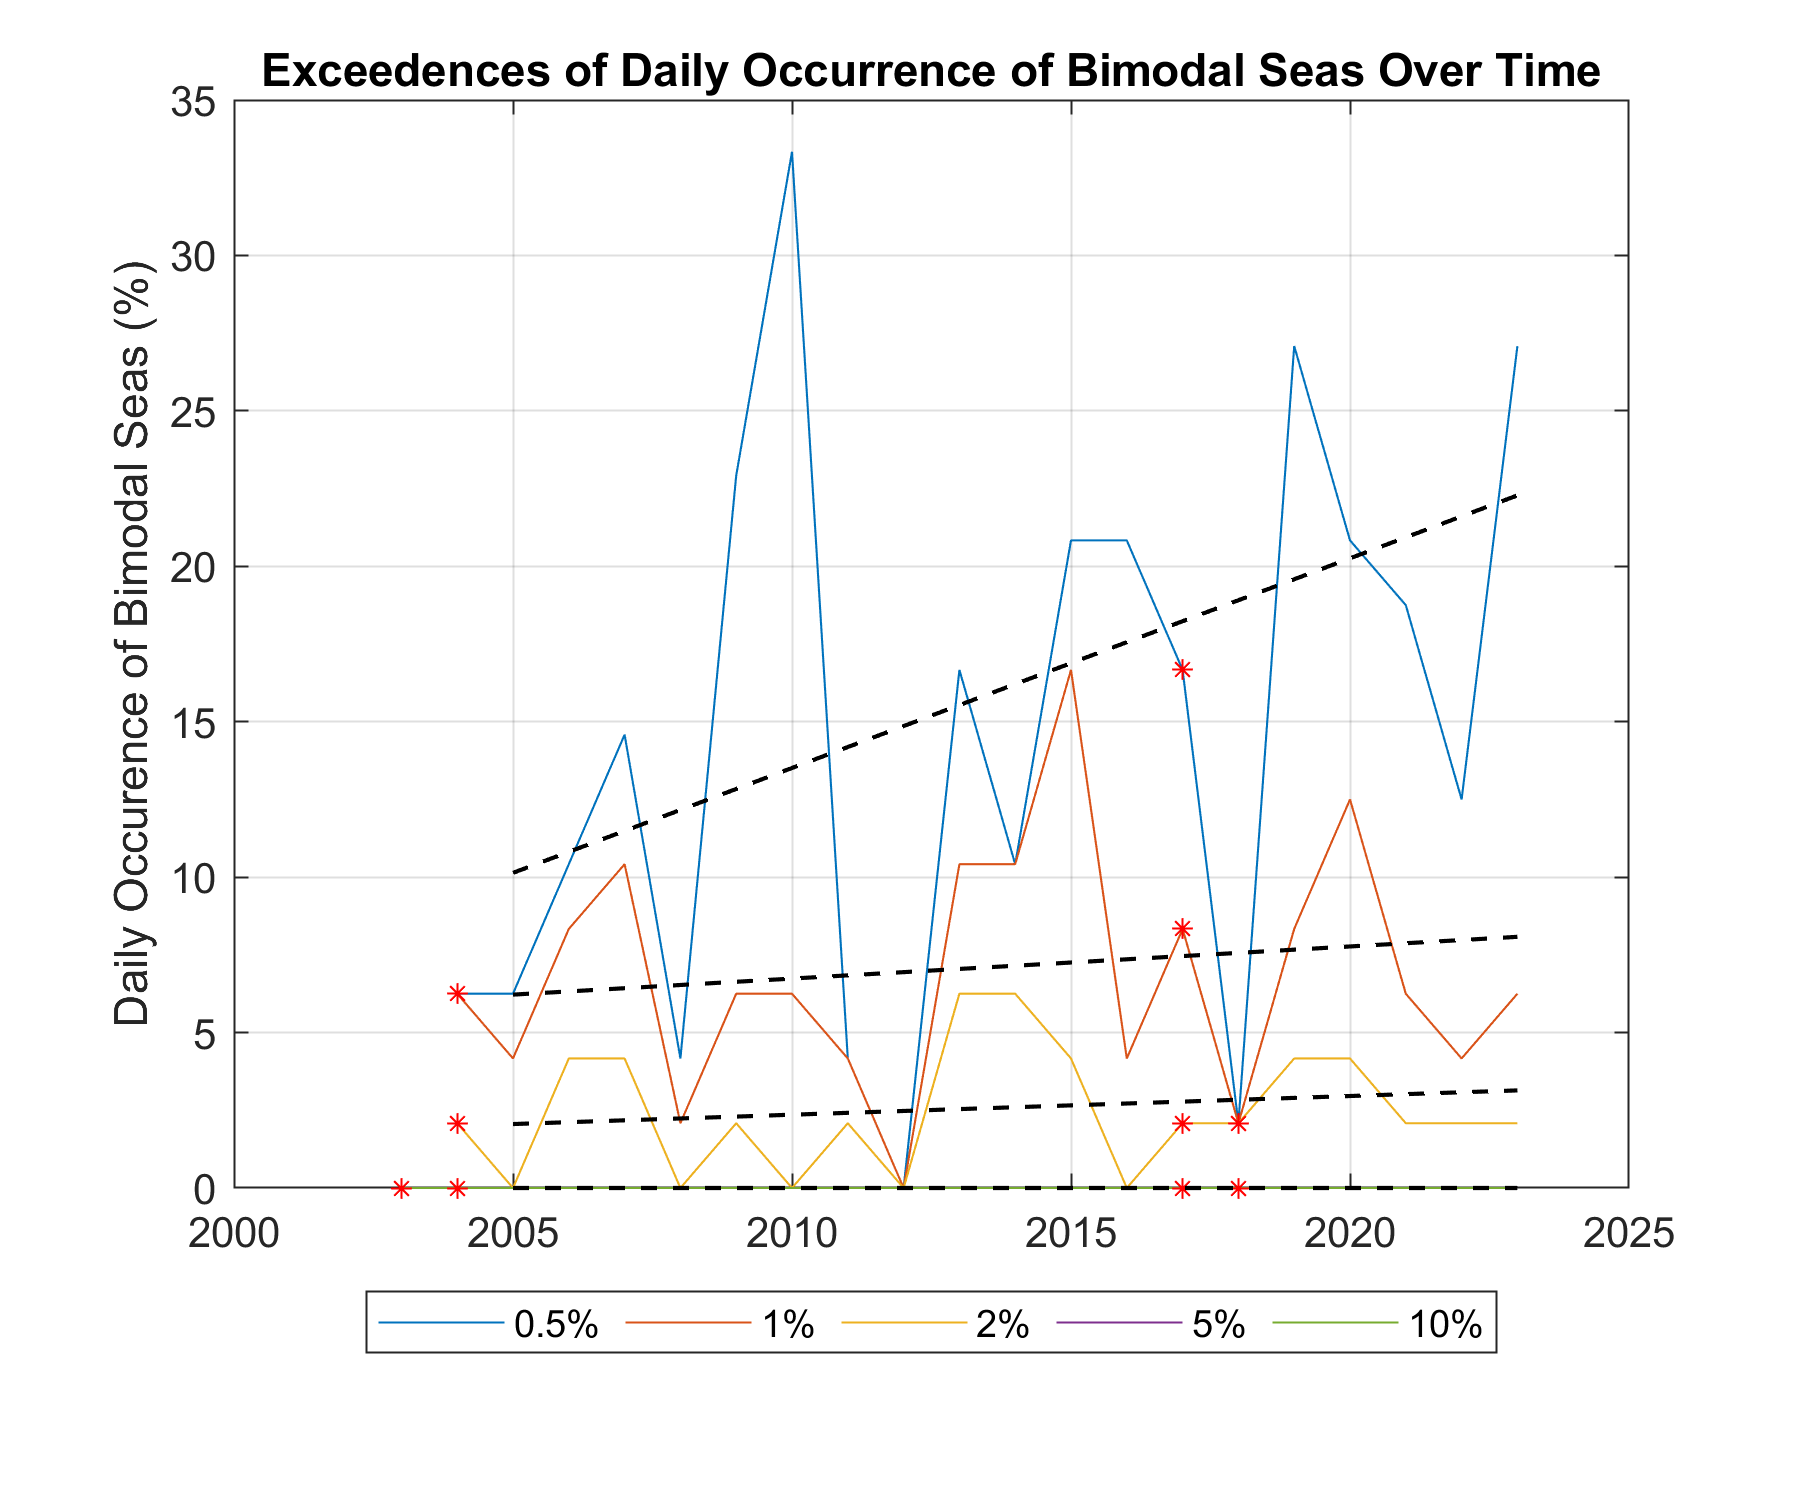 Exceedences of Daily Occurrence of Bimodal Seas Over Time
Daily Occurence of Bimodal Seas (%)
35
30
25
20
15
10
5
0
2000 2005 2010 2015 2020 2025
0.5% 1% 2% 5% 10%